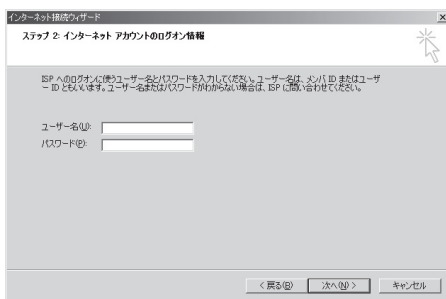 インターネット接続ウィザード
ステップ 2: インターネット アカウントのログオン情報
ISP へのログオンに使うユーザー名とパスワードを入力してください。ユーザー名は、メンバ ID またはユーザ
ー ID ともいいます。ユーザー名またはパスワードがわからない場合は、ISP に問い合わせてください。
ユーザー名(U):
パスワード(P):
< 戻る(B)
次へ(N) >
キャンセル